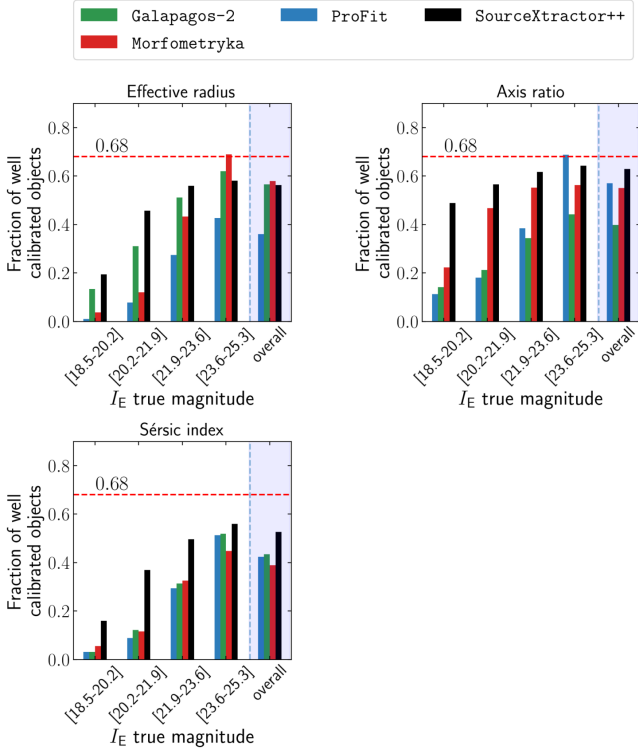 Galapagos-2 ProFit SourceXtractor++
Morfometryka
Effective radius
Fraction of well
calibrated objects
0.8
0.6
0.4
0.2
0.0
0.68
[18.5-20.2]
[20.2-21.9]
[21.9-23.6]
[23.6-25.3]
overall
I_E true magnitude
Axis ratio
Fraction of well
calibrated objects
0.8
0.6
0.4
0.2
0.0
0.68
[18.5-20.2]
[20.2-21.9]
[21.9-23.6]
[23.6-25.3]
overall
I_E true magnitude
Sérsic index
Fraction of well
calibrated objects
0.8
0.6
0.4
0.2
0.0
0.68
[18.5-20.2]
[20.2-21.9]
[21.9-23.6]
[23.6-25.3]
overall
I_E true magnitude